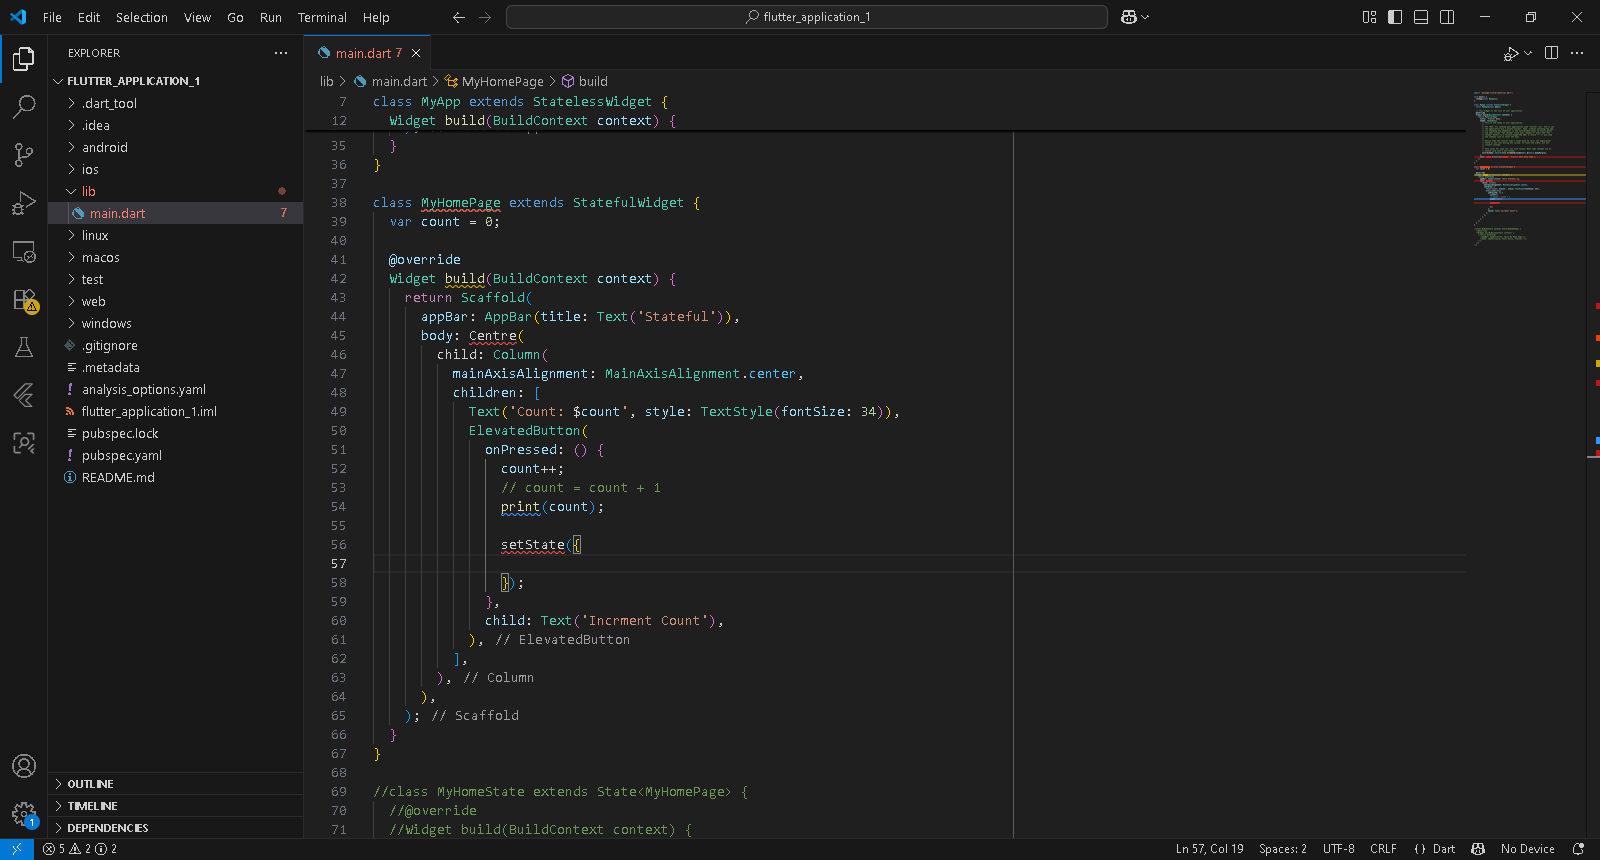 File Edit Selection View Go Run Terminal Help
flutter_application_1
EXPLORER
FLUTTER_APPLICATION_1
.dart_tool
.idea
android
ios
lib
main.dart 7
linux
macos
test
web
windows
.gitignore
.metadata
analysis_options.yaml
flutter_application_1.iml
pubspec.lock
pubspec.yaml
README.md
OUTLINE
TIMELINE
DEPENDENCIES
1
main.dart 7
lib > main.dart > MyHomePage > build
7 class MyApp extends StatelessWidget {
12 Widget build(BuildContext context) {
35 }
36 }
37
38 class MyHomePage extends StatefulWidget {
39 var count = 0;
40
41 @override
42 Widget build(BuildContext context) {
43 return Scaffold(
44 appBar: AppBar(title: Text('Stateful')),
45 body: Centre(
46 child: Column(
47 mainAxisAlignment: MainAxisAlignment.center,
48 children: [
49 Text('Count: $count', style: TextStyle(fontSize: 34)),
50 ElevatedButton(
51 onPressed: () {
52 count++;
53 // count = count + 1
54 print(count);
55
56 setState({
57
58 });
59 },
60 child: Text('Incrment Count'),
61 ), // ElevatedButton
62 ],
63 ), // Column
64 ),
65 ); // Scaffold
66 }
67 }
68
69 //class MyHomeState extends State<MyHomePage> {
70 //@override
71 //Widget build(BuildContext context) {
5 2 2
Ln 57, Col 19 Spaces: 2 UTF-8 CRLF {} Dart No Device